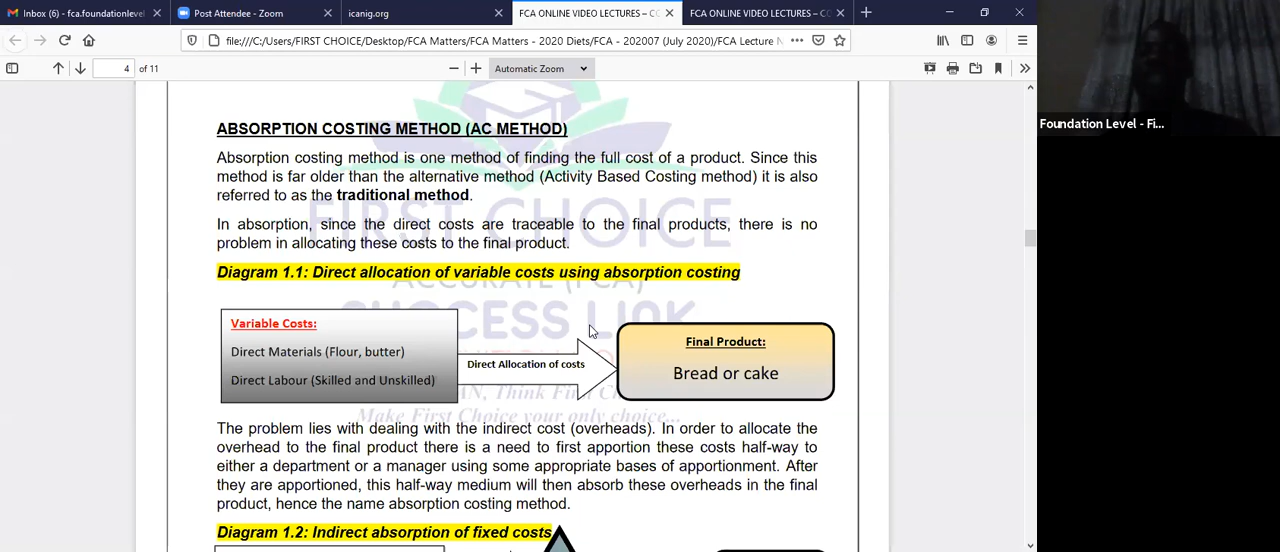 Inbox (6) - fca.foundationlevel
Post Attendee - Zoom
icanig.org
FCA ONLINE VIDEO LECTURES – CO
FCA ONLINE VIDEO LECTURES – CO
file:///C:/Users/FIRST CHOICE/Desktop/FCA Matters/FCA Matters - 2020 Diets/FCA - 202007 (July 2020)/FCA Lecture N
4 of 11
Automatic Zoom
Foundation Level - Fi...
ABSORPTION COSTING METHOD (AC METHOD)
Absorption costing method is one method of finding the full cost of a product. Since this
method is far older than the alternative method (Activity Based Costing method) it is also
referred to as the traditional method.
FIRST CHOICE
In absorption, since the direct costs are traceable to the final products, there is no
problem in allocating these costs to the final product.
Diagram 1.1: Direct allocation of variable costs using absorption costing
ACCURATE (FCA)
SUCCESS LINK
Variable Costs:
Direct Materials (Flour, butter)
Direct Labour (Skilled and Unskilled)
Direct Allocation of costs
Final Product:
Bread or cake
AN, Think Fi
Make First Choice your only choice...
The problem lies with dealing with the indirect cost (overheads). In order to allocate the
overhead to the final product there is a need to first apportion these costs half-way to
either a department or a manager using some appropriate bases of apportionment. After
they are apportioned, this half-way medium will then absorb these overheads in the final
product, hence the name absorption costing method.
Diagram 1.2: Indirect absorption of fixed costs